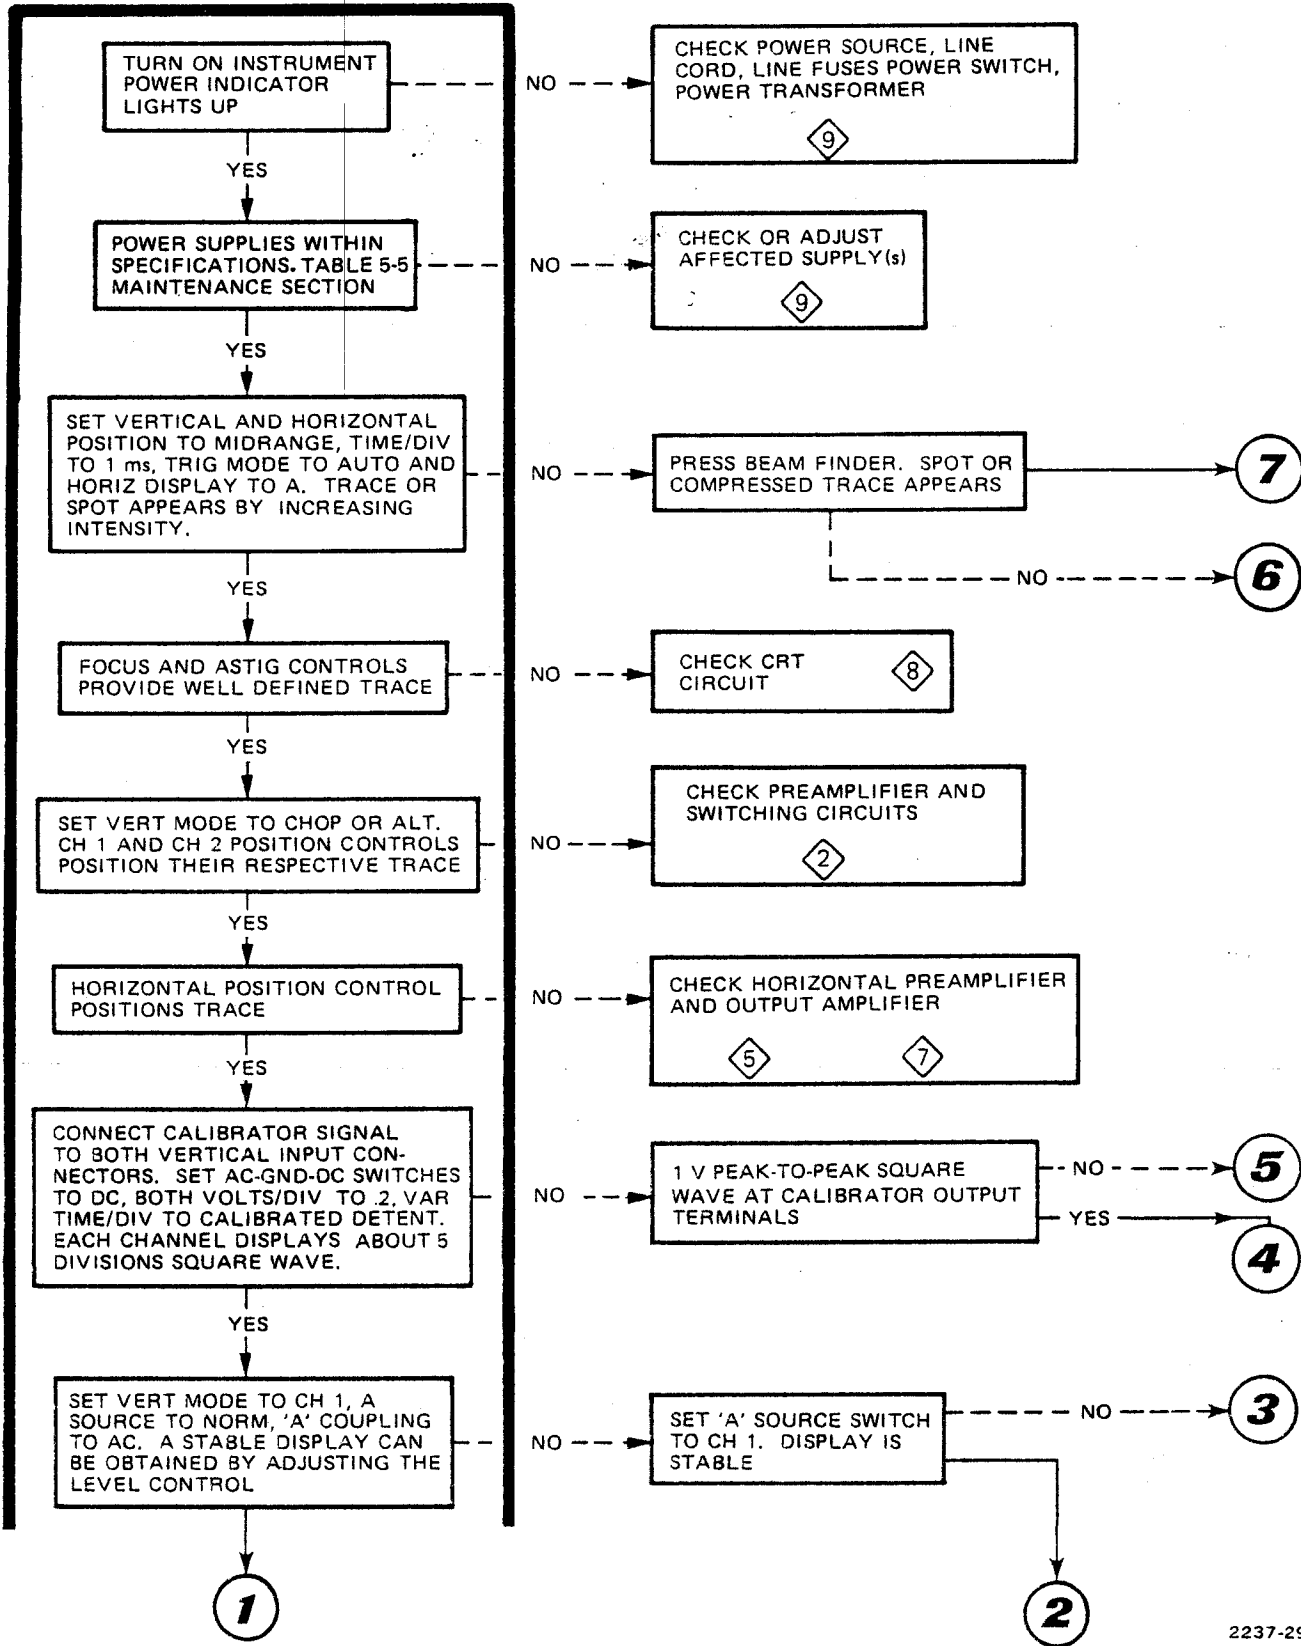 TURN ON INSTRUMENT
POWER INDICATOR
LIGHTS UP
NO
CHECK POWER SOURCE, LINE
CORD, LINE FUSES POWER SWITCH,
POWER TRANSFORMER
9
YES
POWER SUPPLIES WITHIN
SPECIFICATIONS. TABLE 5-5
MAINTENANCE SECTION
NO
CHECK OR ADJUST
AFFECTED SUPPLY(s)
9
YES
SET VERTICAL AND HORIZONTAL
POSITION TO MIDRANGE, TIME/DIV
TO 1 ms, TRIG MODE TO AUTO AND
HORIZ DISPLAY TO A. TRACE OR
SPOT APPEARS BY INCREASING
INTENSITY.
NO
PRESS BEAM FINDER. SPOT OR
COMPRESSED TRACE APPEARS
7
NO
6
YES
FOCUS AND ASTIG CONTROLS
PROVIDE WELL DEFINED TRACE
NO
CHECK CRT
CIRCUIT
8
YES
SET VERT MODE TO CHOP OR ALT.
CH 1 AND CH 2 POSITION CONTROLS
POSITION THEIR RESPECTIVE TRACE
NO
CHECK PREAMPLIFIER AND
SWITCHING CIRCUITS
2
YES
HORIZONTAL POSITION CONTROL
POSITIONS TRACE
NO
CHECK HORIZONTAL PREAMPLIFIER
AND OUTPUT AMPLIFIER
5 7
YES
CONNECT CALIBRATOR SIGNAL
TO BOTH VERTICAL INPUT CON-
NECTORS. SET AC-GND-DC SWITCHES
TO DC, BOTH VOLTS/DIV TO .2, VAR
TIME/DIV TO CALIBRATED DETENT.
EACH CHANNEL DISPLAYS ABOUT 5
DIVISIONS SQUARE WAVE.
NO
1 V PEAK-TO-PEAK SQUARE
WAVE AT CALIBRATOR OUTPUT
TERMINALS
NO
5
YES
4
YES
SET VERT MODE TO CH 1, A
SOURCE TO NORM, 'A' COUPLING
TO AC. A STABLE DISPLAY CAN
BE OBTAINED BY ADJUSTING THE
LEVEL CONTROL
NO
SET 'A' SOURCE SWITCH
TO CH 1. DISPLAY IS
STABLE
NO
3
1
2
2237-29